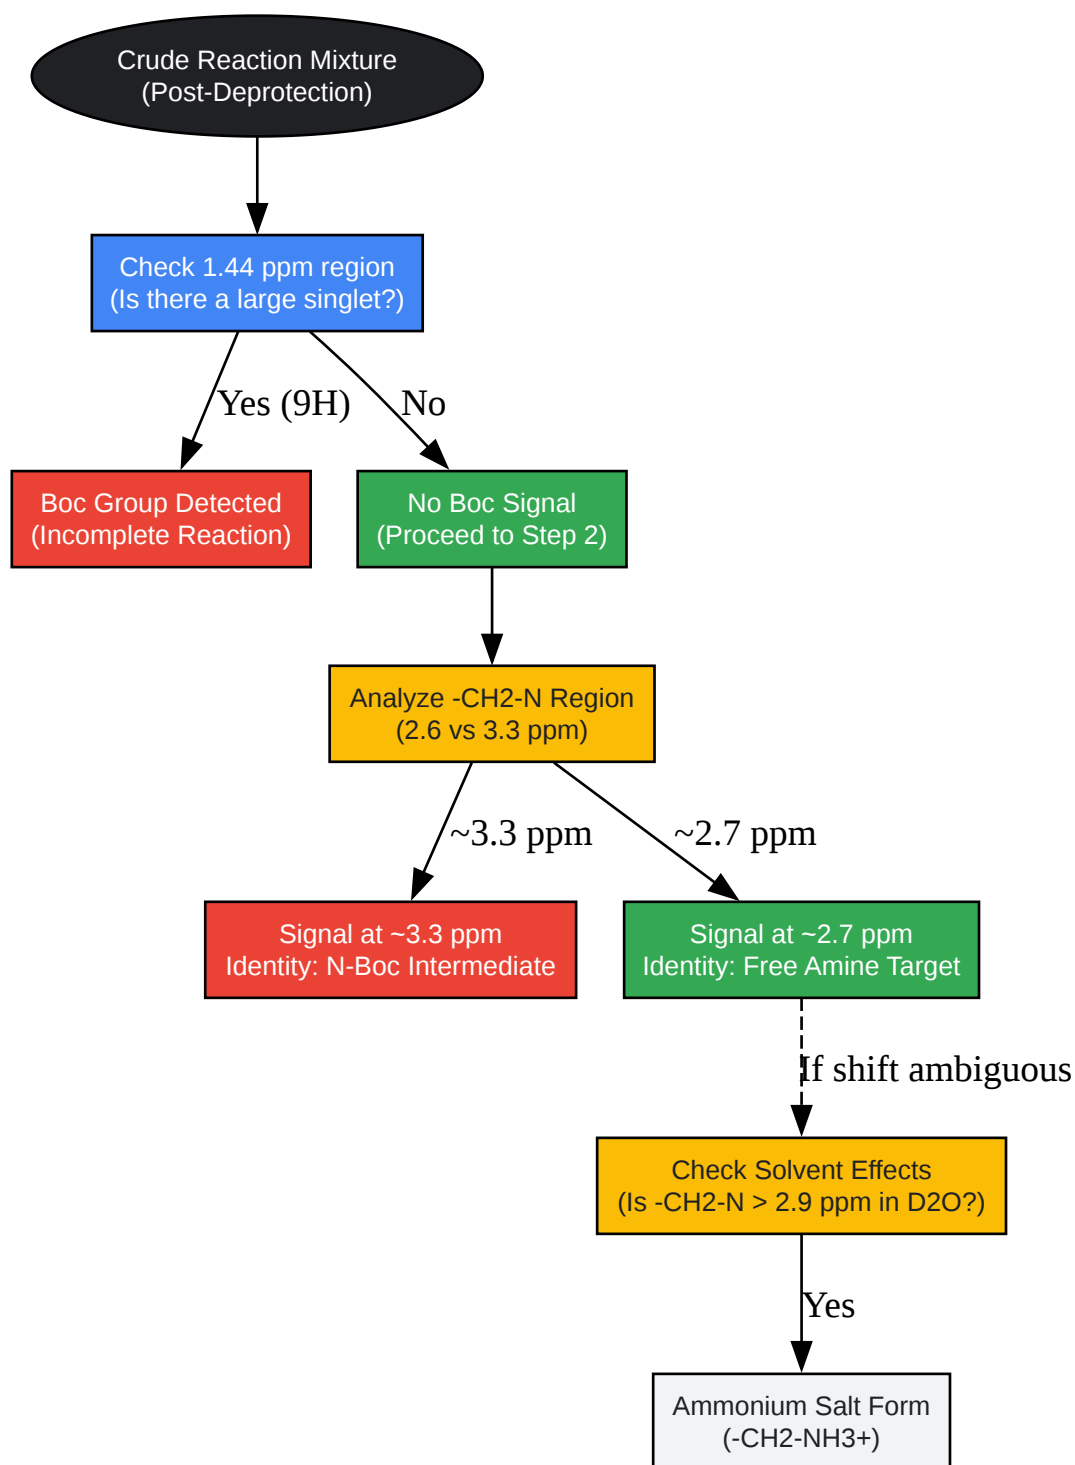 Crude Reaction Mixture
(Post-Deprotection)
Check 1.44 ppm region
(Is there a large singlet?)
Yes (9H)
No
Boc Group Detected
(Incomplete Reaction)
No Boc Signal
(Proceed to Step 2)
Analyze -CH2-N Region
(2.6 vs 3.3 ppm)
~3.3 ppm
~2.7 ppm
Signal at ~3.3 ppm
Identity: N-Boc Intermediate
Signal at ~2.7 ppm
Identity: Free Amine Target
If shift ambiguous
Check Solvent Effects
(Is -CH2-N > 2.9 ppm in D2O?)
Yes
Ammonium Salt Form
(-CH2-NH3+)